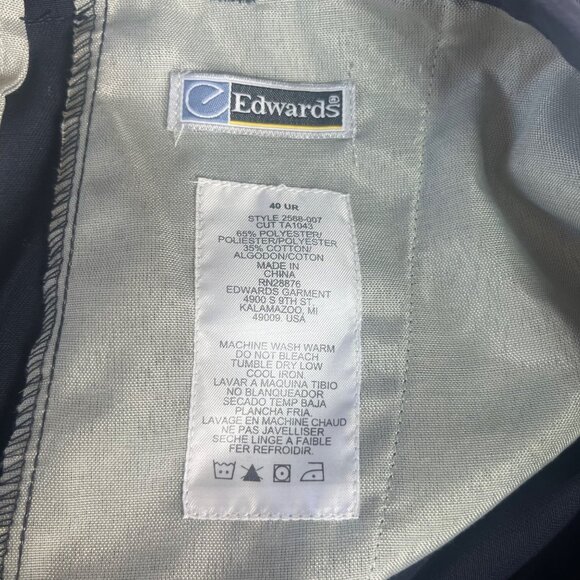 e Edwards®
40 UR
STYLE 2568-007
CUT TA1043
65% POLYESTER/
POLIESTER/POLYESTER
35% COTTON/
ALGODON/COTON
MADE IN
CHINA
RN28876
EDWARDS GARMENT
4900 S 9TH ST
KALAMAZOO, MI
49009. USA
MACHINE WASH WARM
DO NOT BLEACH
TUMBLE DRY LOW
COOL IRON
LAVAR A MAQUINA TIBIO
NO BLANQUEADOR
SECADO TEMP BAJA
PLANCHA FRIA.
LAVAGE EN MACHINE CHAUD
NE PAS JAVELLISER
SECHE LINGE A FAIBLE
FER REFROIDIR.